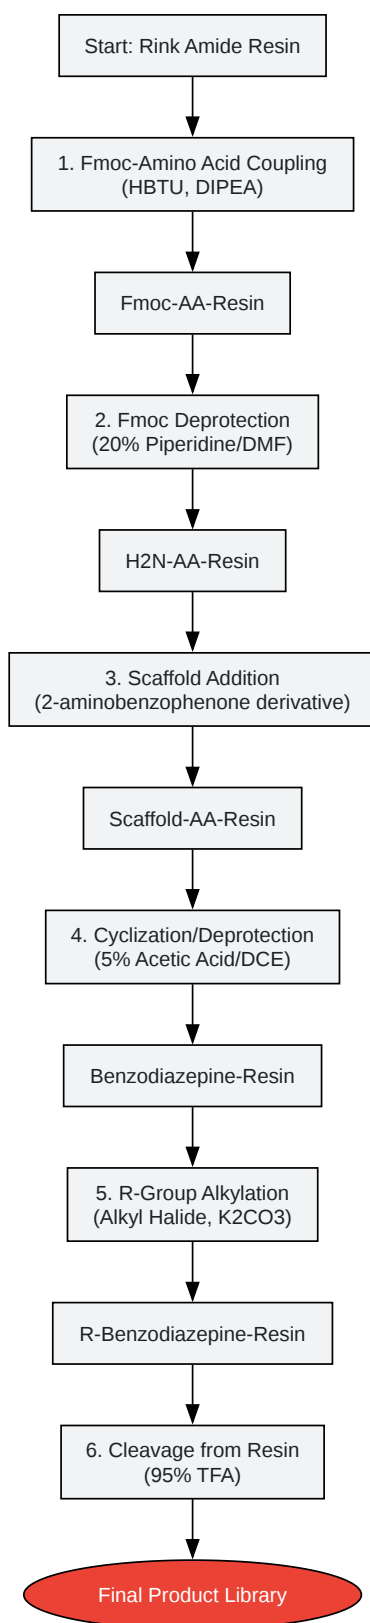 Start: Rink Amide Resin
1. Fmoc-Amino Acid Coupling
(HBTU, DIPEA)
Fmoc-AA-Resin
2. Fmoc Deprotection
(20% Piperidine/DMF)
H2N-AA-Resin
3. Scaffold Addition
(2-aminobenzophenone derivative)
Scaffold-AA-Resin
4. Cyclization/Deprotection
(5% Acetic Acid/DCE)
Benzodiazepine-Resin
5. R-Group Alkylation
(Alkyl Halide, K2CO3)
R-Benzodiazepine-Resin
6. Cleavage from Resin
(95% TFA)
Final Product Library